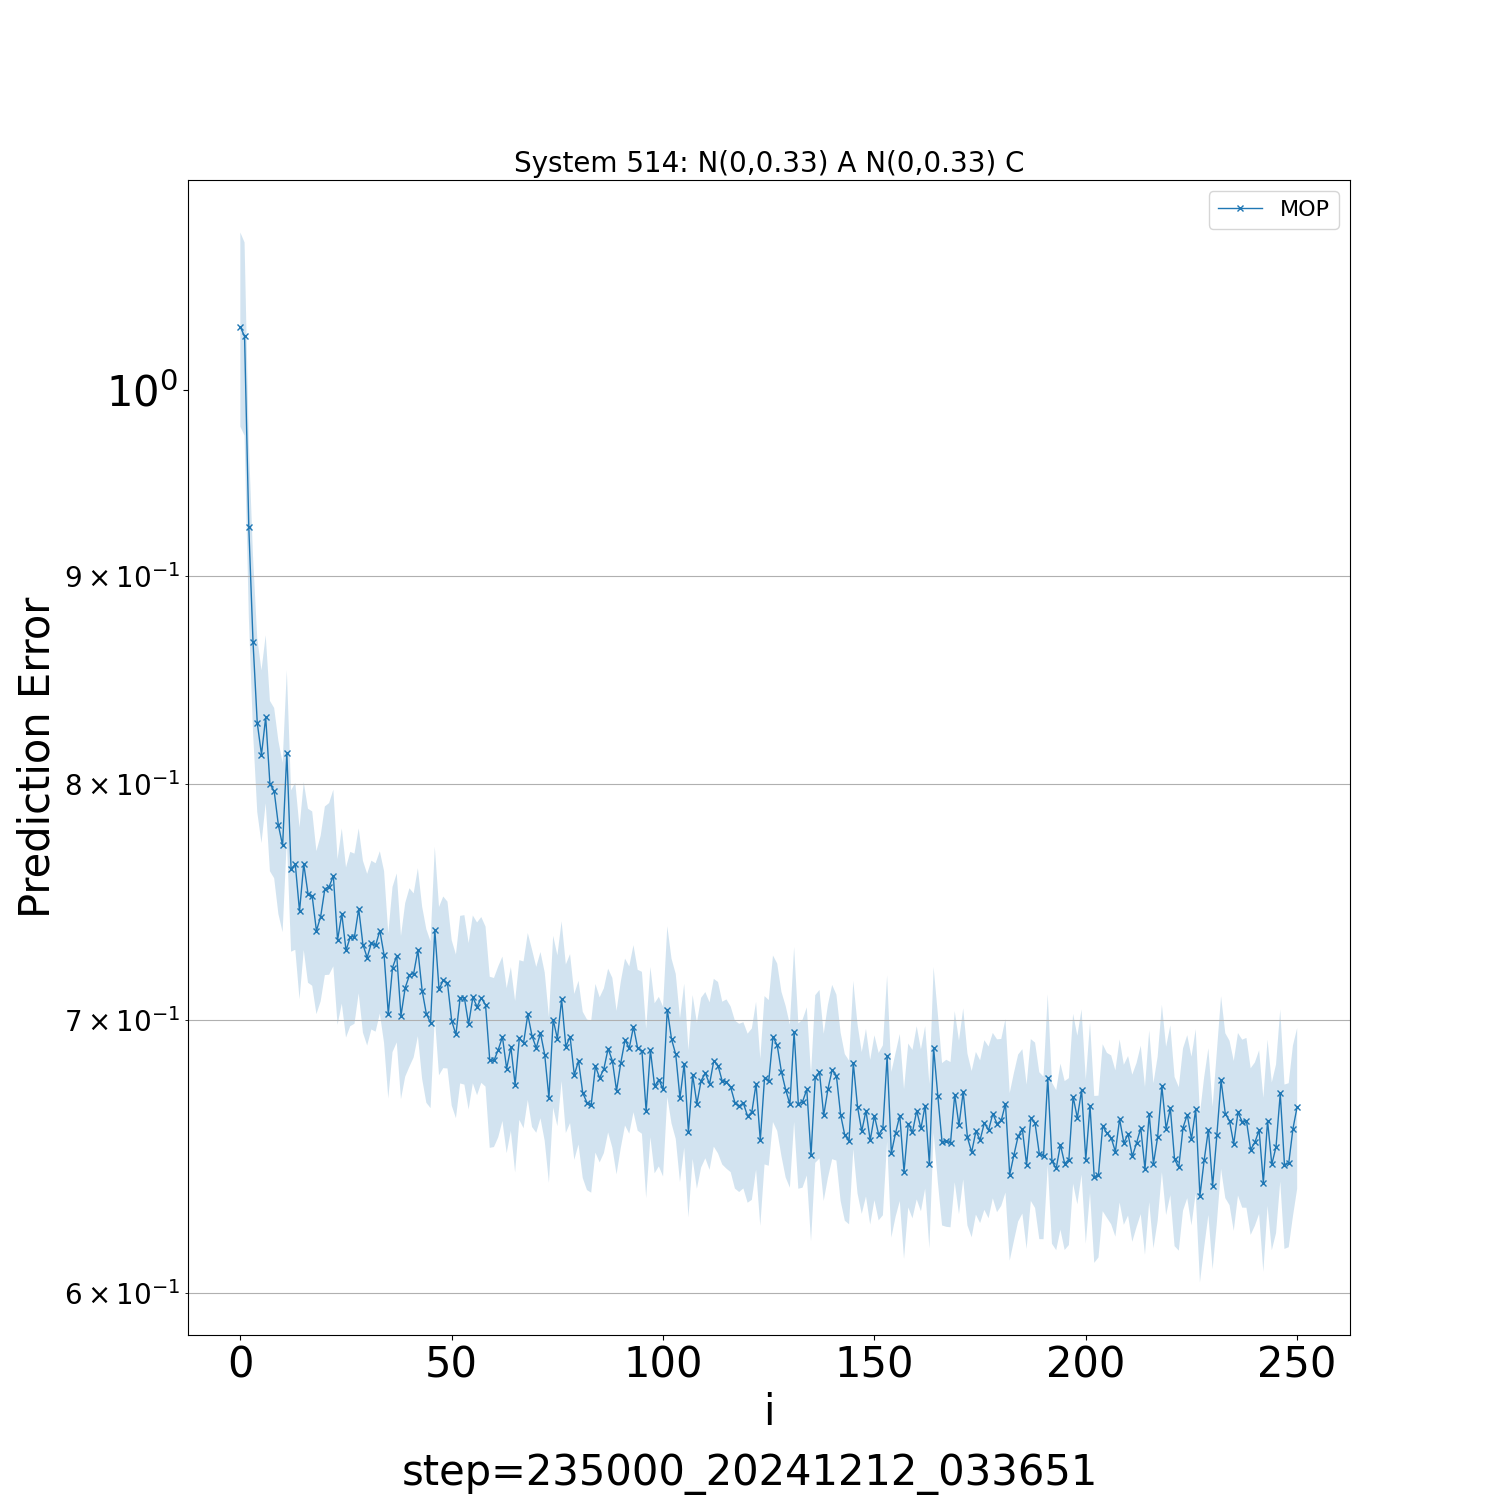 System 514: N(0,0.33) A N(0,0.33) C
MOP
10⁰
9 × 10⁻¹
8 × 10⁻¹
7 × 10⁻¹
6 × 10⁻¹
Prediction Error
0 50 100 150 200 250
i
step=235000_20241212_033651